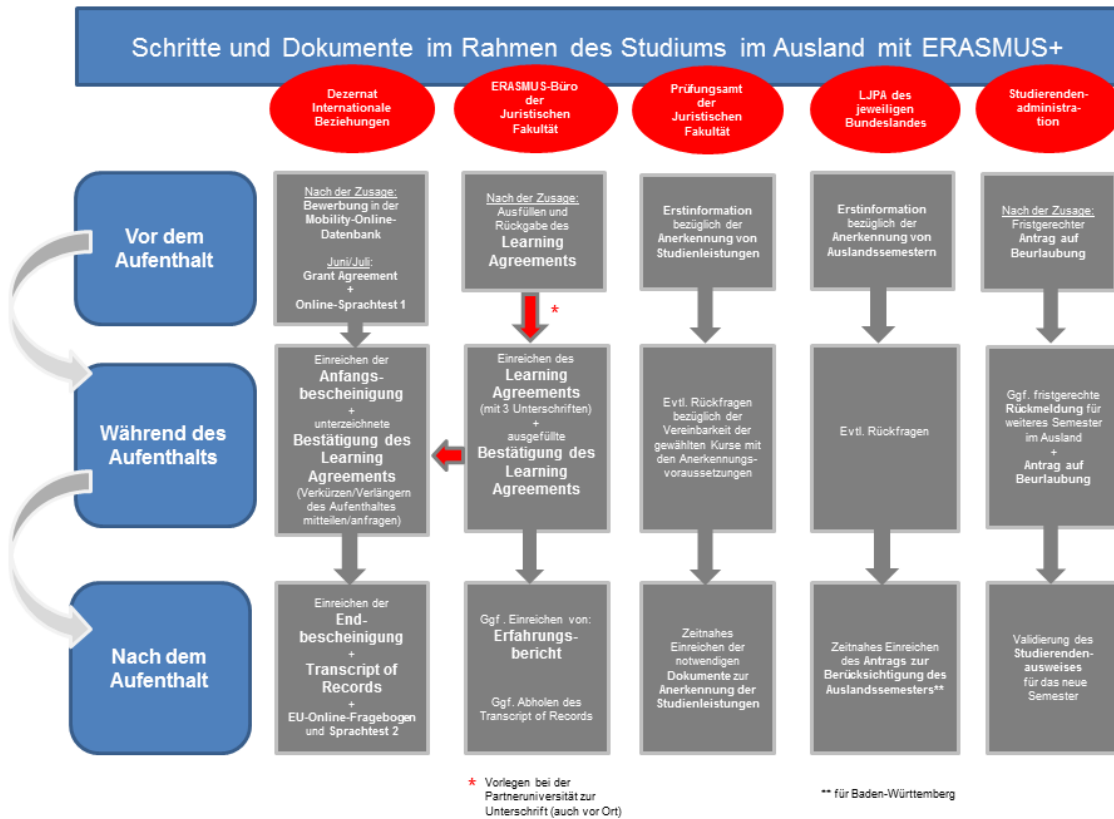 Schritte und Dokumente im Rahmen des Studiums im Ausland mit ERASMUS+
Dezernat
Internationale
Beziehungen
ERASMUS-Büro
der
Juristischen
Fakultät
Prüfungsamt
der
Juristischen
Fakultät
LJPA des
jeweiligen
Bundeslandes
Studierenden-
administra-
tion
Vor dem
Aufenthalt
Nach der Zusage:
Bewerbung in der
Mobility-Online-
Datenbank
Juni/Juli:
Grant Agreement
+
Online-Sprachtest 1
Nach der Zusage:
Ausfüllen und
Rückgabe des
Learning
Agreements
*
Erstinformation
bezüglich der
Anerkennung von
Studienleistungen
Erstinformation
bezüglich der
Anerkennung von
Auslandssemestern
Nach der Zusage:
Fristgerechter
Antrag auf
Beurlaubung
Während des
Aufenthalts
Einreichen der
Anfangs-
bescheinigung
+
unterzeichnete
Bestätigung des
Learning
Agreements
(Verkürzen/Verlängern
des Aufenthaltes
mitteilen/anfragen)
Einreichen des
Learning
Agreements
(mit 3 Unterschriften)
+
ausgefüllte
Bestätigung des
Learning
Agreements
Evtl. Rückfragen
bezüglich der
Vereinbarkeit der
gewählten Kurse mit
den Anerkennungs-
voraussetzungen
Evtl. Rückfragen
Ggf. fristgerechte
Rückmeldung für
weiteres Semester
im Ausland
+
Antrag auf
Beurlaubung
Nach dem
Aufenthalt
Einreichen der
End-
bescheinigung
+
Transcript of
Records
+
EU-Online-Fragebogen
und Sprachtest 2
Ggf. Einreichen von:
Erfahrungs-
bericht
Ggf. Abholen des
Transcript of Records
Zeitnahes
Einreichen der
notwendigen
Dokumente zur
Anerkennung der
Studienleistungen
Zeitnahes Einreichen
des Antrags zur
Berücksichtigung des
Auslandssemesters**
Validierung des
Studierenden-
ausweises
für das neue
Semester
* Vorlegen bei der
Partneruniversität zur
Unterschrift (auch vor Ort)
** für Baden-Württemberg